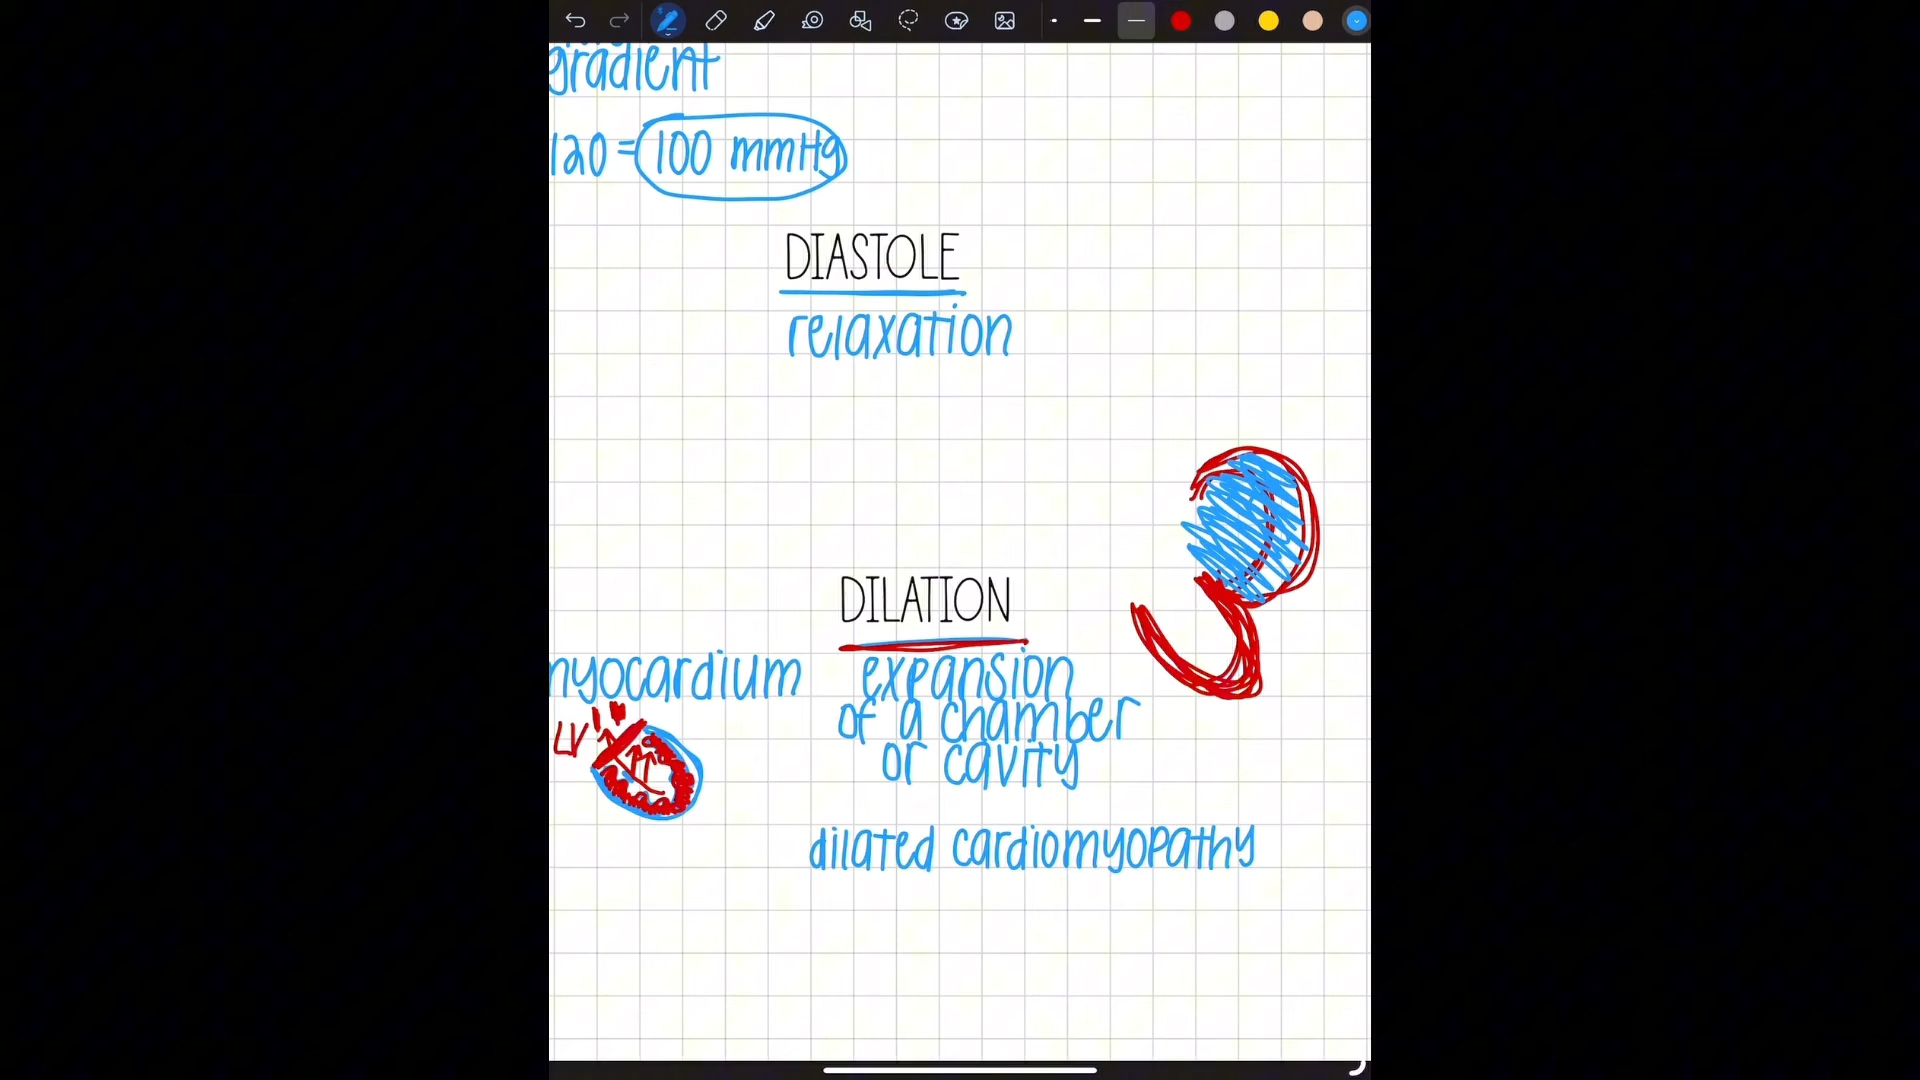 gradient
120 = 100 mmHg
DIASTOLE
relaxation
DILATION
myocardium
expansion
of a chamber
or cavity
LV
dilated cardiomyopathy